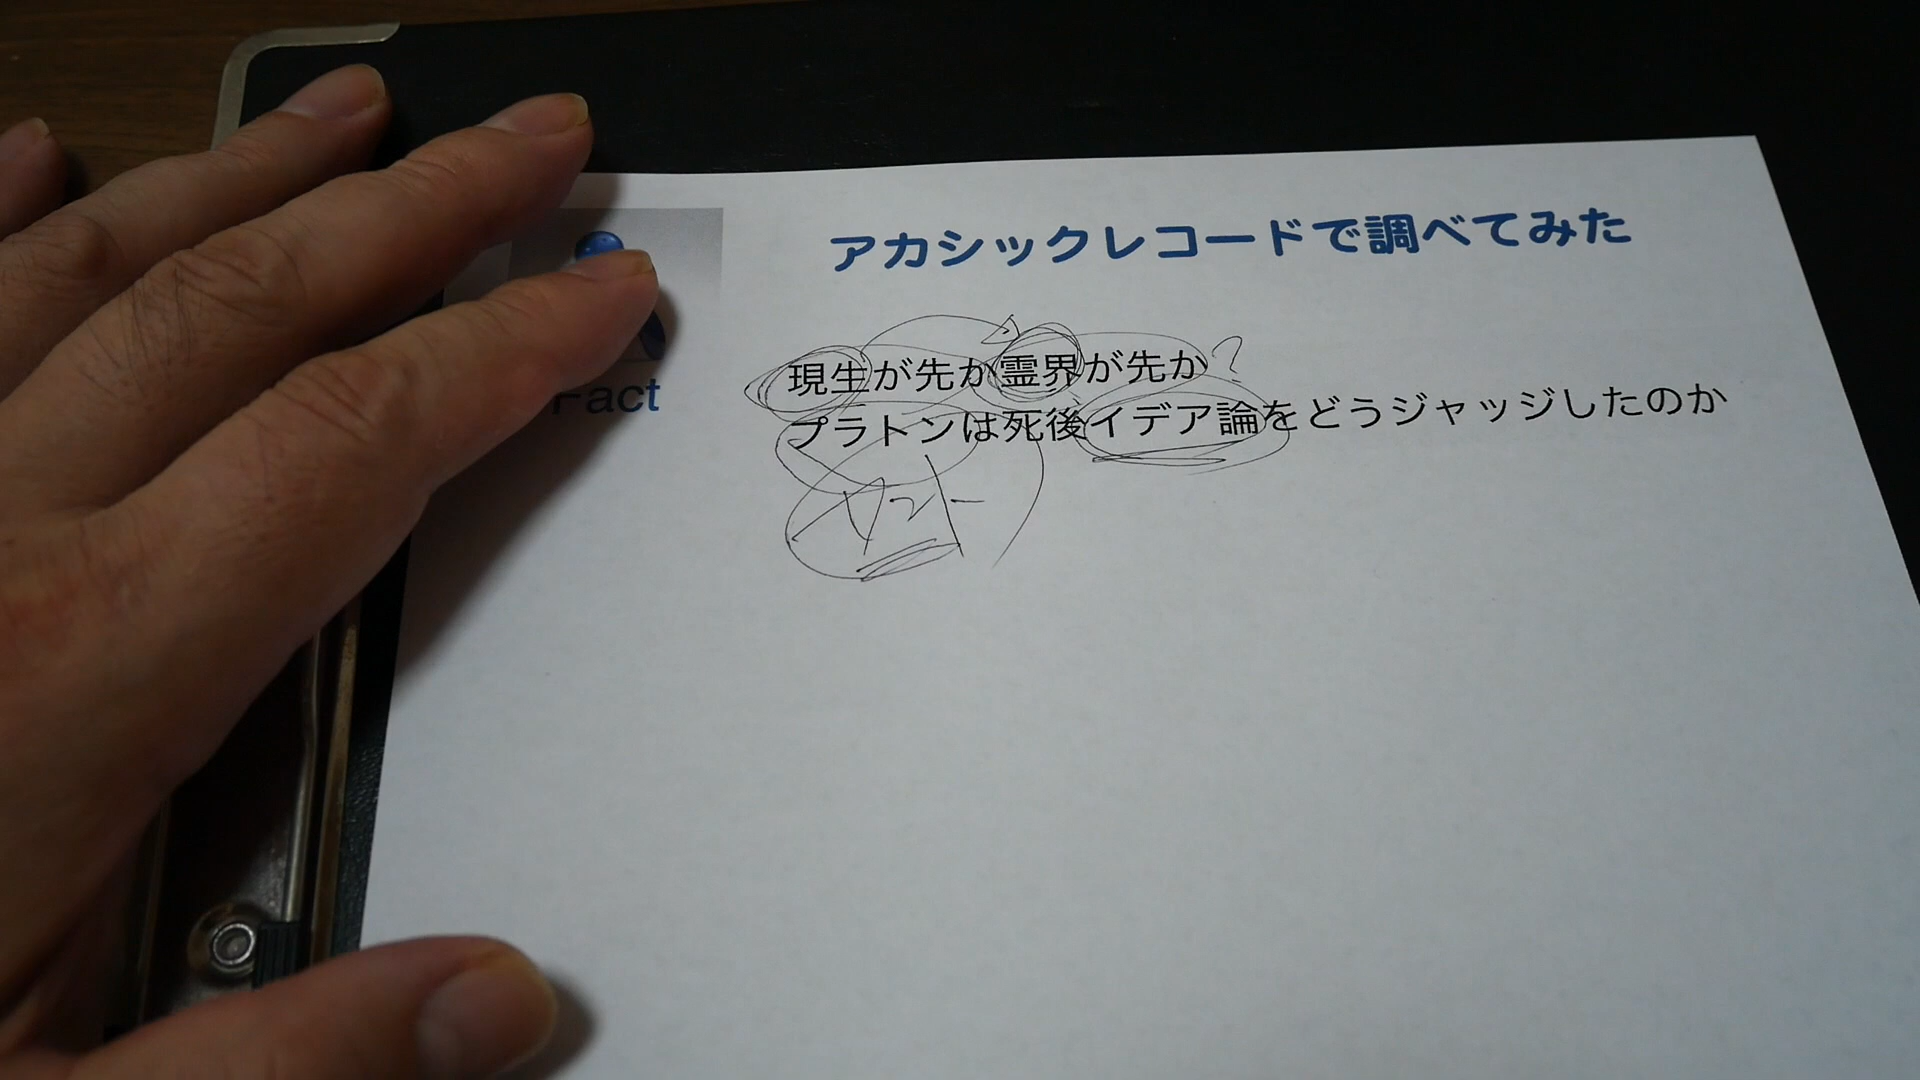 アカシックレコードで調べてみた
現生が先か霊界が先か?
プラトンは死後イデア論をどうジャッジしたのか
Fact